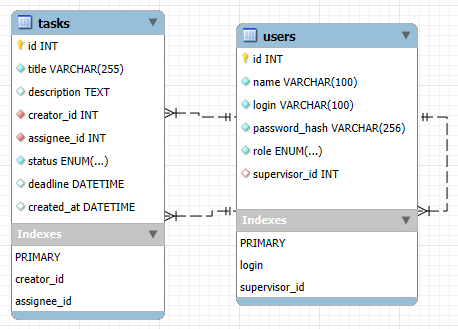 tasks
id INT
title VARCHAR(255)
description TEXT
creator_id INT
assignee_id INT
status ENUM(...)
deadline DATETIME
created_at DATETIME
Indexes
PRIMARY
creator_id
assignee_id
users
id INT
name VARCHAR(100)
login VARCHAR(100)
password_hash VARCHAR(256)
role ENUM(...)
supervisor_id INT
Indexes
PRIMARY
login
supervisor_id